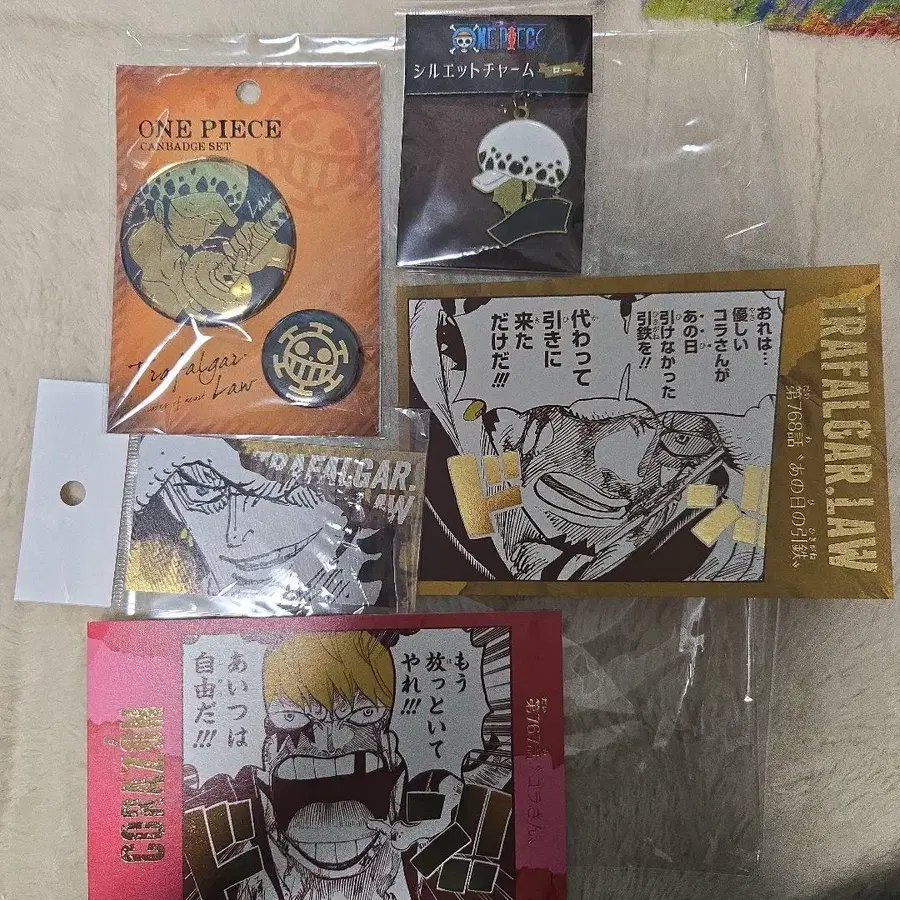 ONE PIECE
CANBADGE SET
Law
Trafalgar
Law
ONE PIECE
シルエットチャーム
ロー
おれは…
優しい
コラさんが
あの日
引けなかった
引鉄を!!
代わって
引きに
来た
だけだ!!!
TRAFALGAR.LAW
第768話 “あの日の引鉄”
TRAFALGAR.
LAW
もう
放っといて
やれ!!!
あいつは
自由だ!!!
CORAZON
第767話 “コラさん”